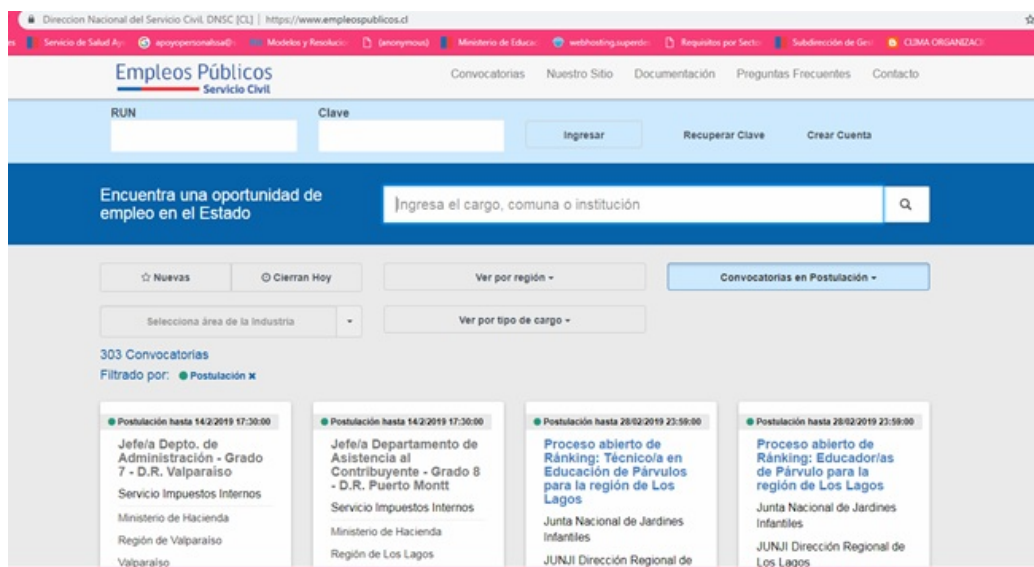 Direccion Nacional del Servicio Civil. DNSC [CL] | https://www.empleospublicos.cl
Servicio de Salud Ay apoyopersonalhsa@ Modelos y Resolucio (anonymous) Ministerio de Educac webhosting.superde Requisitos por Secto Subdirección de Ges CLIMA ORGANIZACI
Empleos Públicos
Servicio Civil
Convocatorias Nuestro Sitio Documentación Preguntas Frecuentes Contacto
RUN Clave
Ingresar Recuperar Clave Crear Cuenta
Encuentra una oportunidad de
empleo en el Estado
Ingresa el cargo, comuna o institución
Nuevas Cierran Hoy Ver por región Convocatorias en Postulación
Selecciona área de la Industria Ver por tipo de cargo
303 Convocatorias
Filtrado por: Postulación x
Postulación hasta 14/2/2019 17:30:00
Jefe/a Depto. de
Administración - Grado
7 - D.R. Valparaíso
Servicio Impuestos Internos
Ministerio de Hacienda
Región de Valparaíso
Valparaíso
Postulación hasta 14/2/2019 17:30:00
Jefe/a Departamento de
Asistencia al
Contribuyente - Grado 8
- D.R. Puerto Montt
Servicio Impuestos Internos
Ministerio de Hacienda
Región de Los Lagos
Postulación hasta 28/02/2019 23:59:00
Proceso abierto de
Ránking: Técnico/a en
Educación de Párvulos
para la región de Los
Lagos
Junta Nacional de Jardines
Infantiles
JUNJI Dirección Regional de
Postulación hasta 28/02/2019 23:59:00
Proceso abierto de
Ránking: Educador/as
de Párvulo para la
región de Los Lagos
Junta Nacional de Jardines
Infantiles
JUNJI Dirección Regional de
Los Lagos